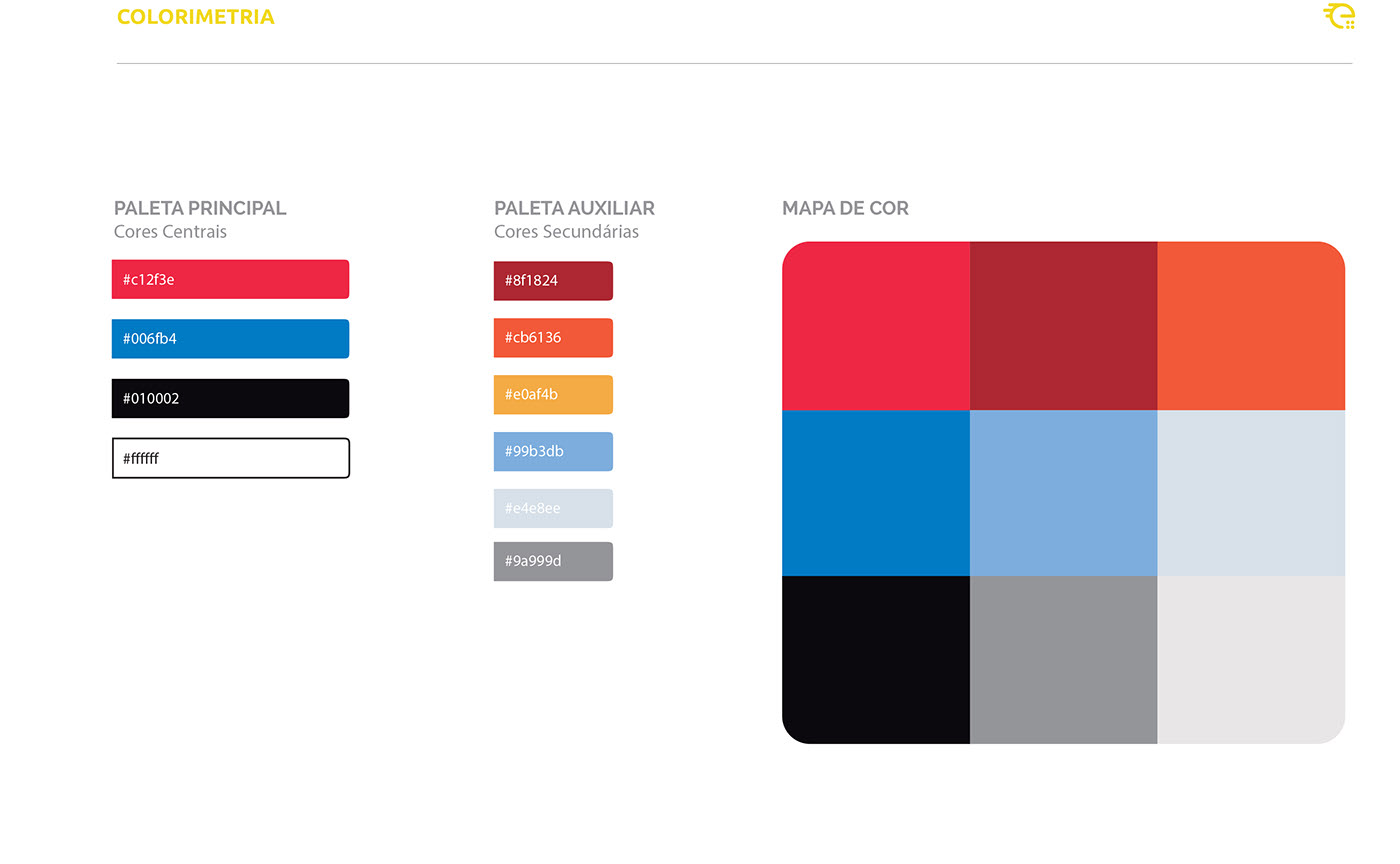 COLORIMETRIA
PALETA PRINCIPAL
Cores Centrais
#c12f3e
#006fb4
#010002
#ffffff
PALETA AUXILIAR
Cores Secundárias
#8f1824
#cb6136
#e0af4b
#99b3db
#e4e8ee
#9a999d
MAPA DE COR